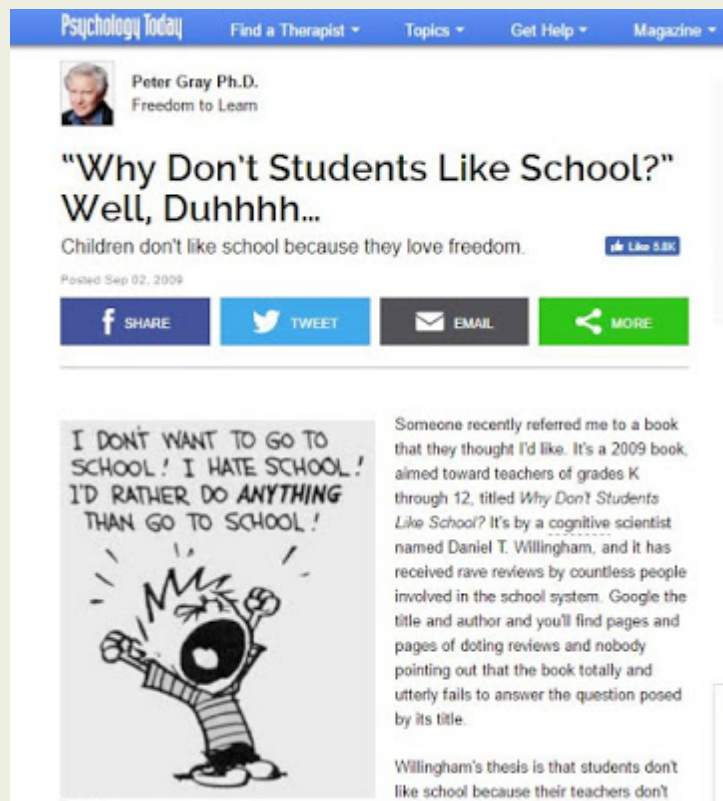 Psychology Today Find a Therapist Topics Get Help Magazine
Peter Gray Ph.D.
Freedom to Learn
“Why Don't Students Like School?”
Well, Duhhhh...
Children don't like school because they love freedom.
Like 5.8K
Posted Sep 02, 2009
SHARE TWEET EMAIL MORE
I DON'T WANT TO GO TO
SCHOOL! I HATE SCHOOL!
I'D RATHER DO ANYTHING
THAN GO TO SCHOOL!
Someone recently referred me to a book
that they thought I'd like. It's a 2009 book,
aimed toward teachers of grades K
through 12, titled Why Don't Students
Like School? It's by a cognitive scientist
named Daniel T. Willingham, and it has
received rave reviews by countless people
involved in the school system. Google the
title and author and you'll find pages and
pages of doting reviews and nobody
pointing out that the book totally and
utterly fails to answer the question posed
by its title.
Willingham's thesis is that students don't
like school because their teachers don't